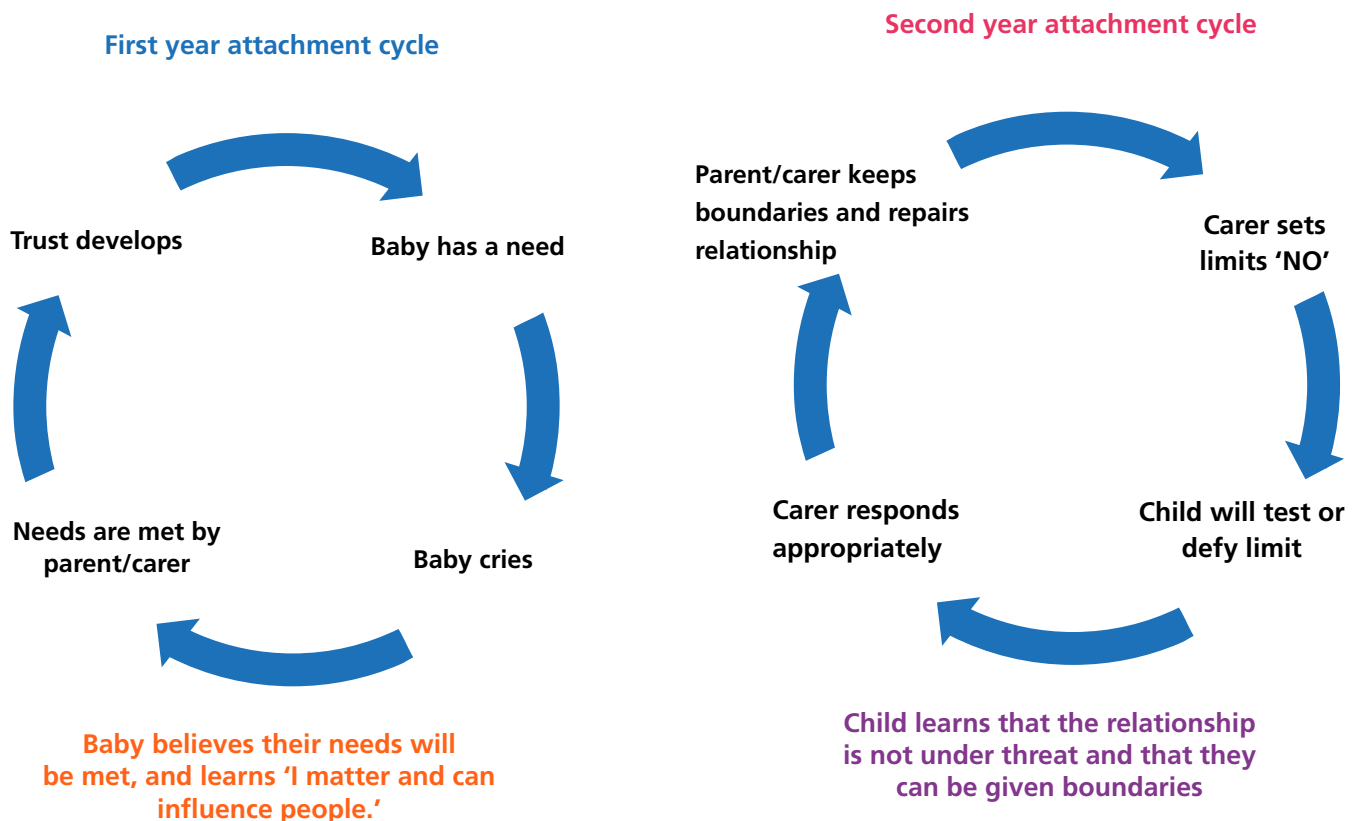 First year attachment cycle
Trust develops
Baby has a need
Needs are met by
parent/carer
Baby cries
Baby believes their needs will
be met, and learns ‘I matter and can
influence people.’
Second year attachment cycle
Parent/carer keeps
boundaries and repairs
relationship
Carer sets
limits ‘NO’
Carer responds
appropriately
Child will test or
defy limit
Child learns that the relationship
is not under threat and that they
can be given boundaries